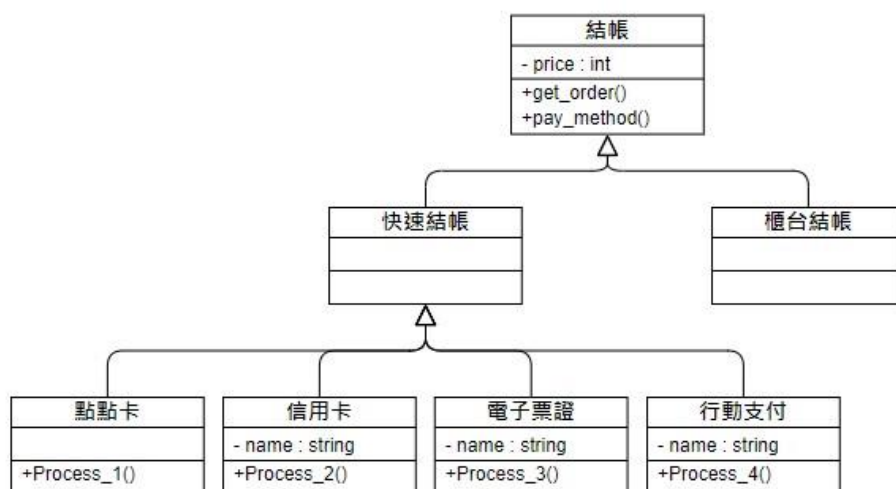 結帳
- price : int
+get_order()
+pay_method()
快速結帳
櫃台結帳
點點卡
+Process_1()
信用卡
- name : string
+Process_2()
電子票證
- name : string
+Process_3()
行動支付
- name : string
+Process_4()